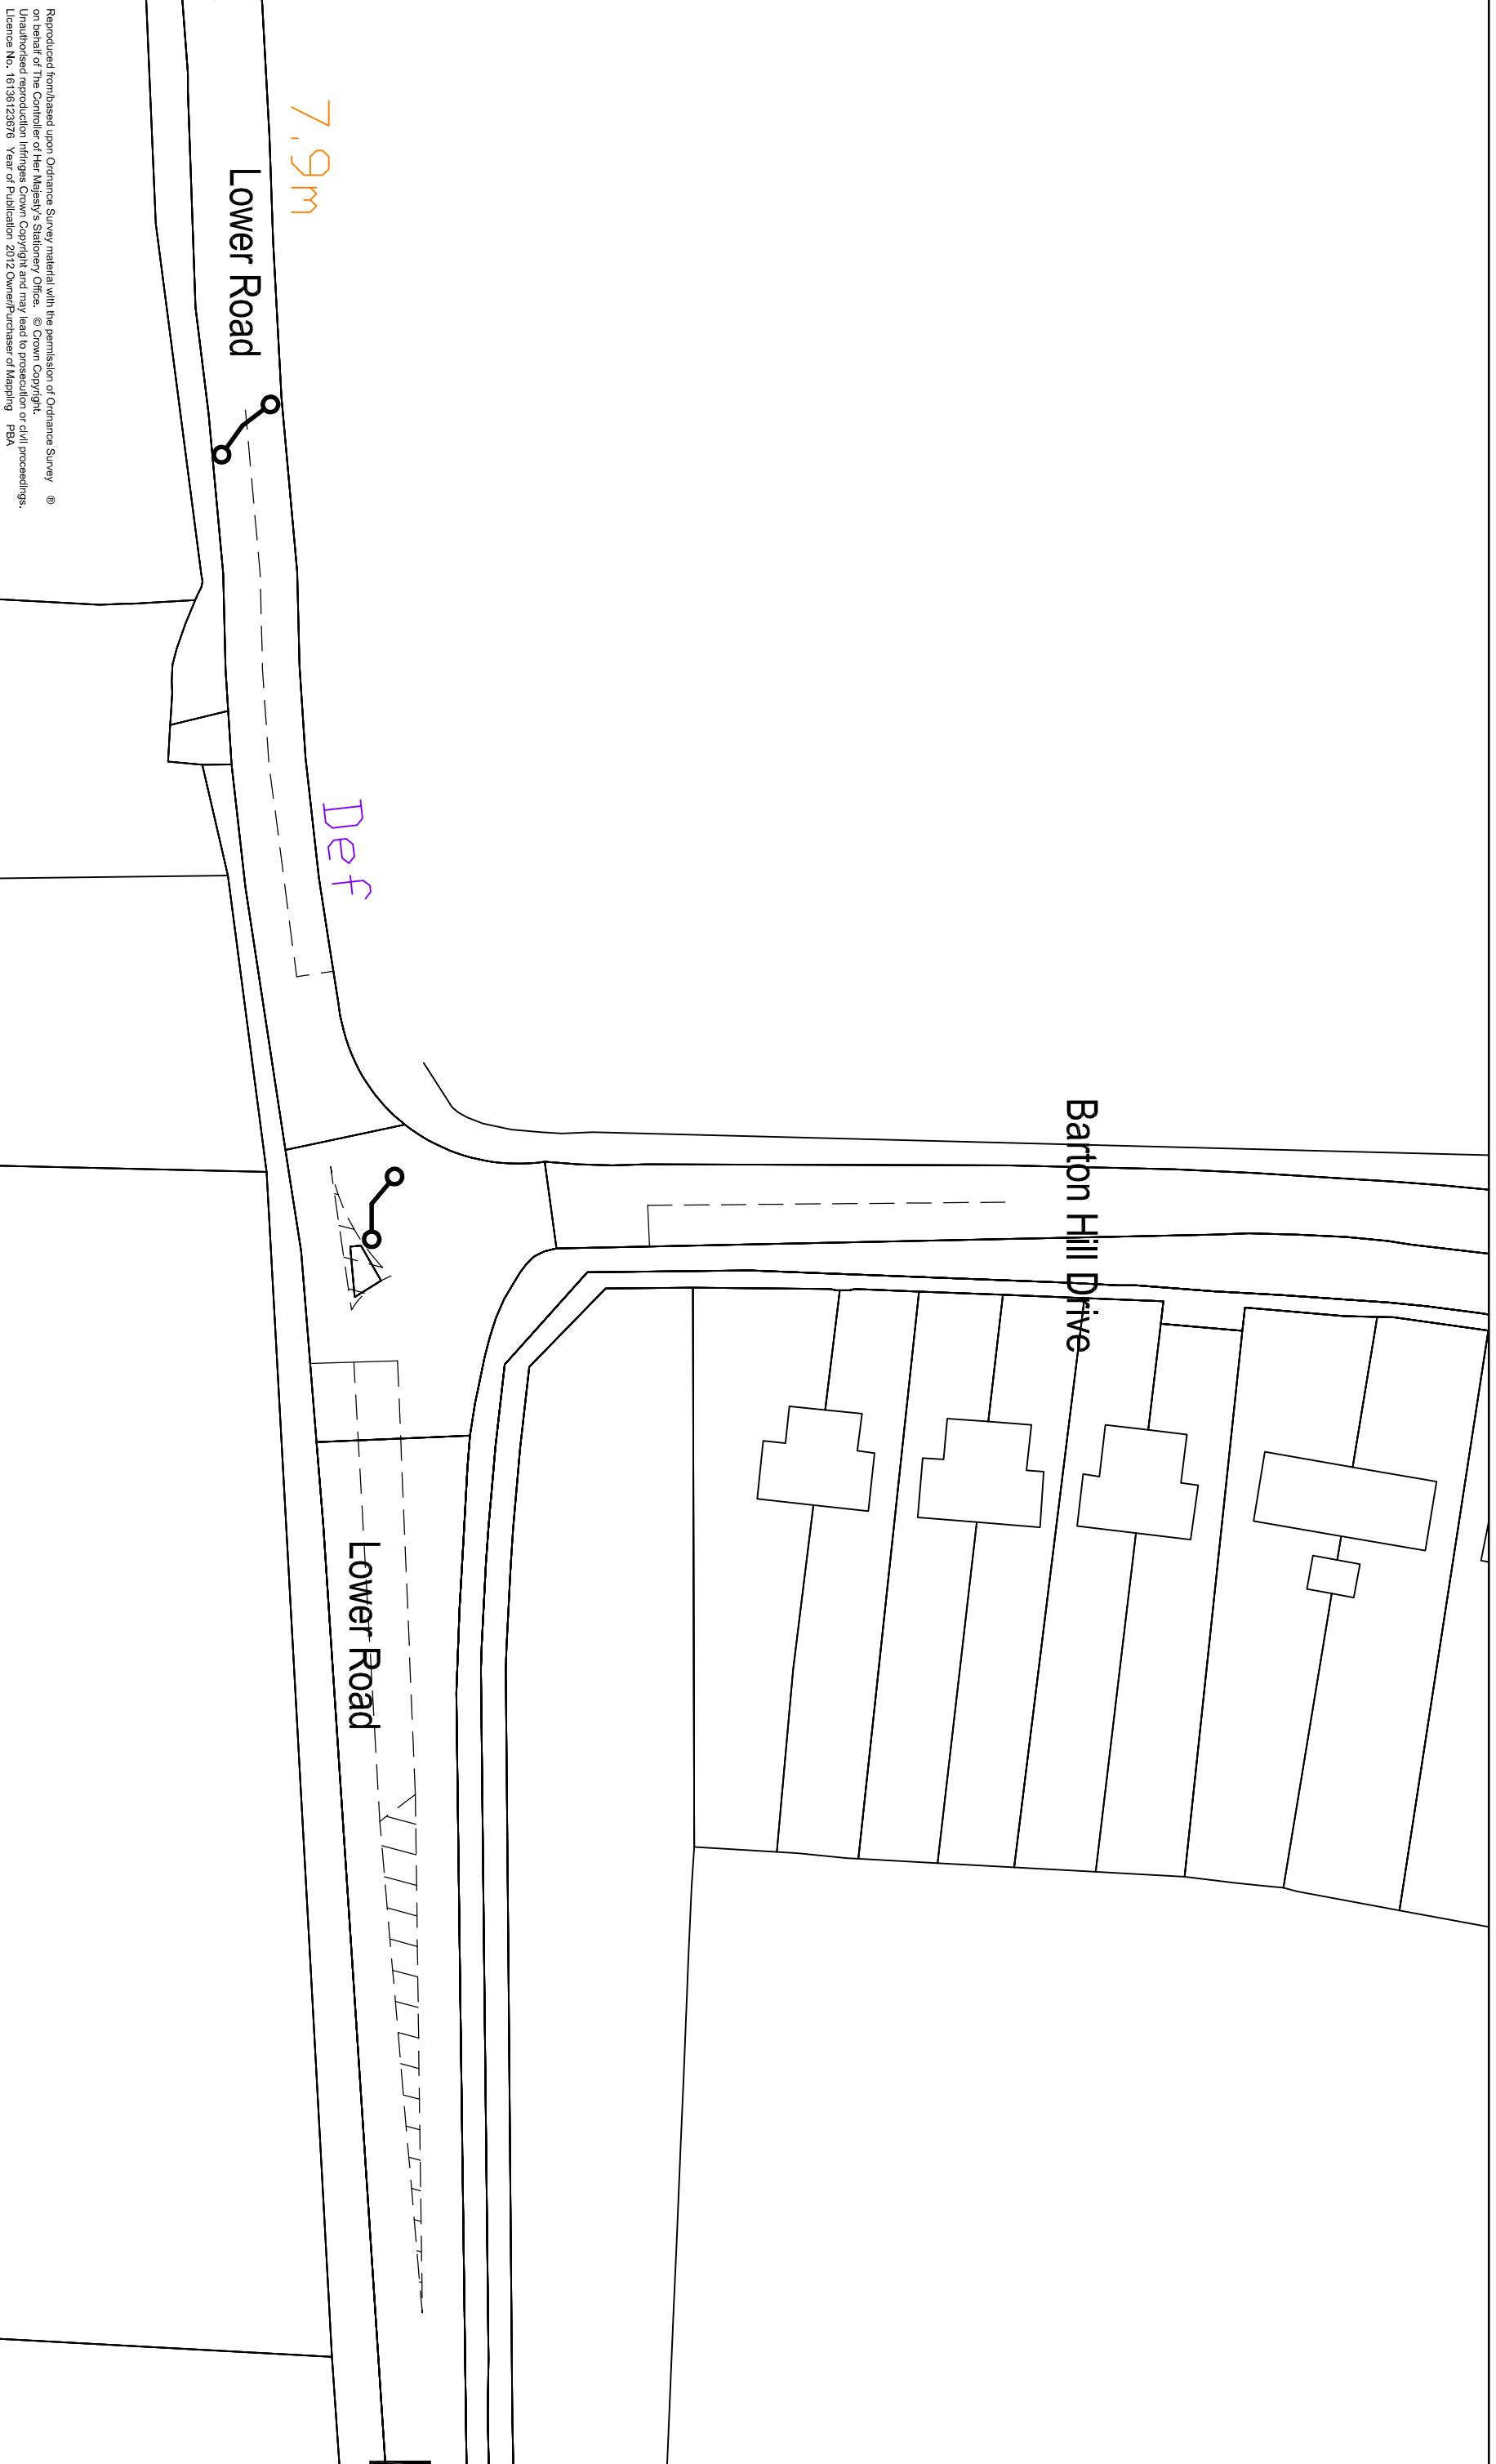 7.9m
Lower Road
Def
Barton Hill Drive
Lower Road
Reproduced from/based upon Ordnance Survey material with the permission of Ordnance Survey ®
on behalf of The Controller of Her Majesty's Stationery Office. © Crown Copyright.
Unauthorised reproduction infringes Crown Copyright and may lead to prosecution or civil proceedings.
Licence No. 16136123676 Year of Publication 2012 Owner/Purchaser of Mapping PBA